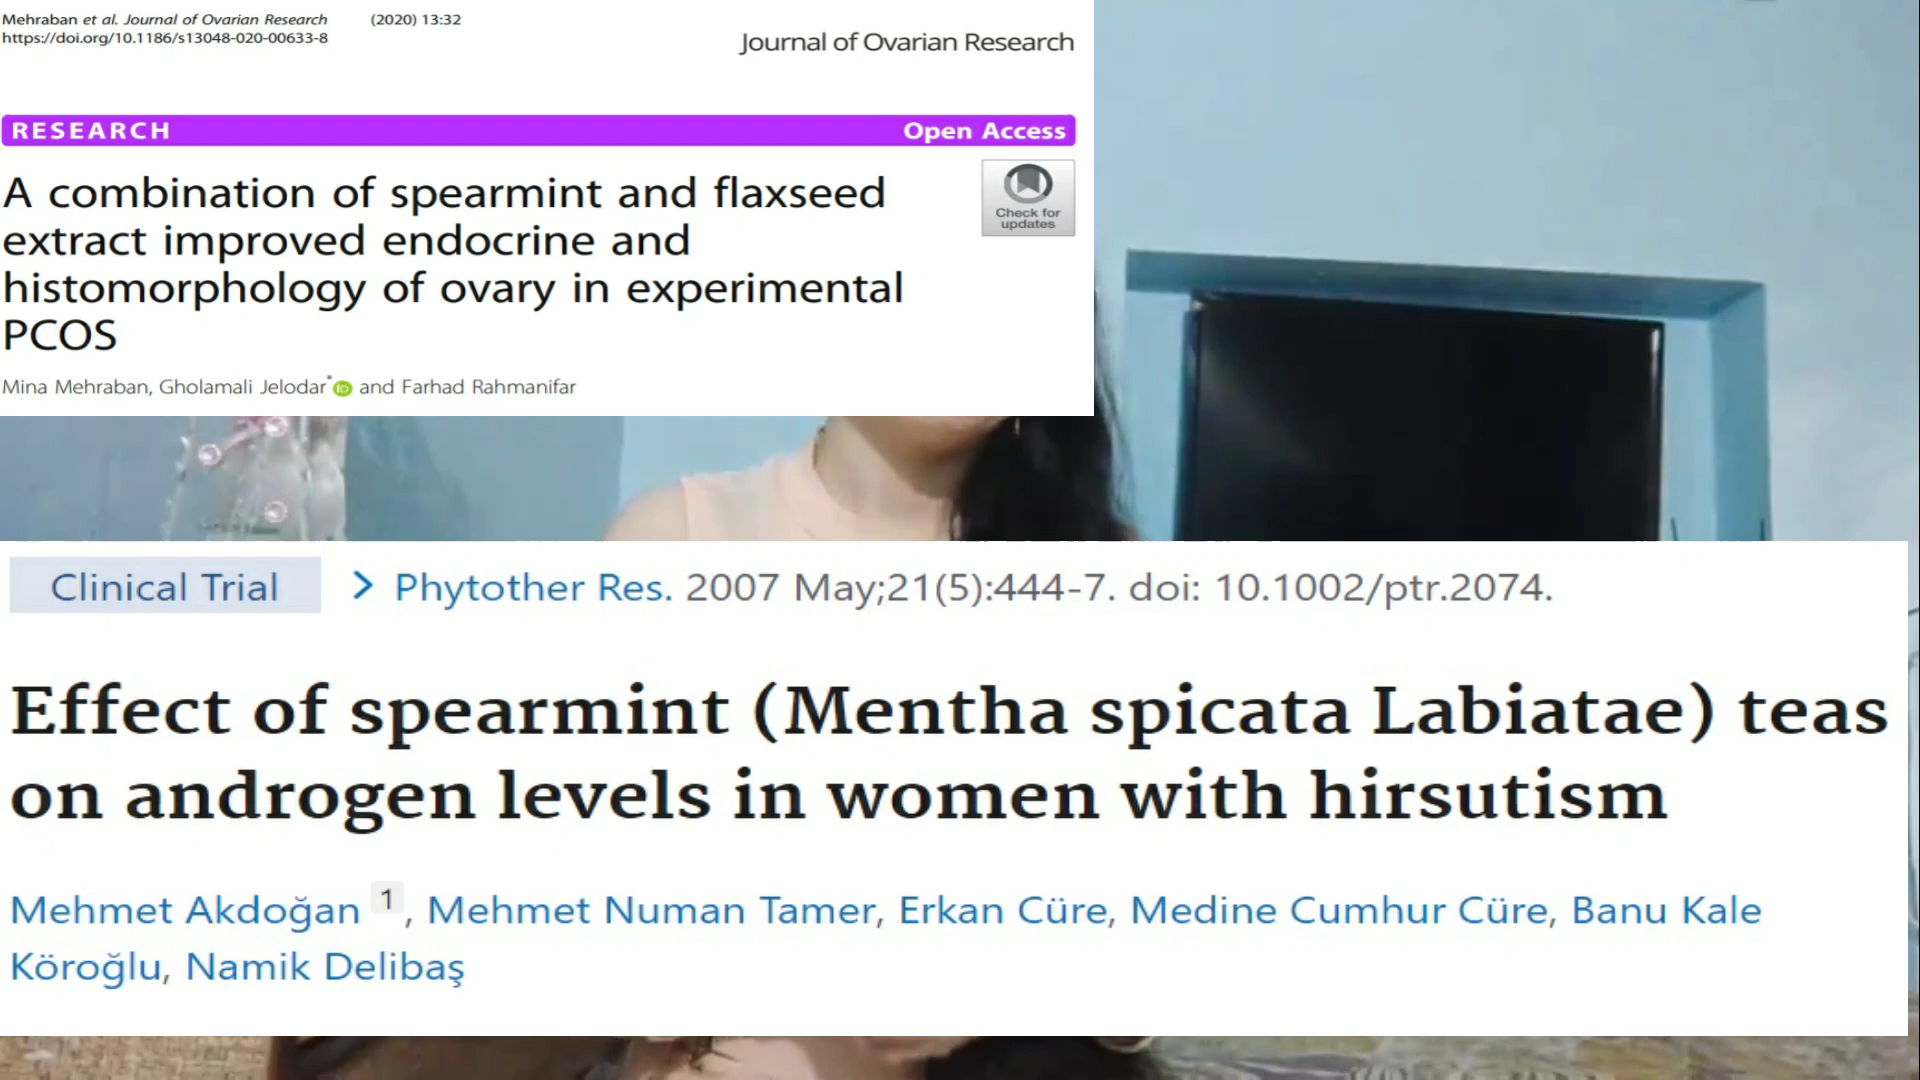 Mehraban et al. Journal of Ovarian Research (2020) 13:32
https://doi.org/10.1186/s13048-020-00633-8
Journal of Ovarian Research
RESEARCH Open Access
A combination of spearmint and flaxseed
extract improved endocrine and
histomorphology of ovary in experimental
PCOS
Check for
updates
Mina Mehraban, Gholamali Jelodar* iD and Farhad Rahmanifar
Clinical Trial > Phytother Res. 2007 May;21(5):444-7. doi: 10.1002/ptr.2074.
Effect of spearmint (Mentha spicata Labiatae) teas
on androgen levels in women with hirsutism
Mehmet Akdoğan 1, Mehmet Numan Tamer, Erkan Cüre, Medine Cumhur Cüre, Banu Kale
Köroğlu, Namik Delibaş